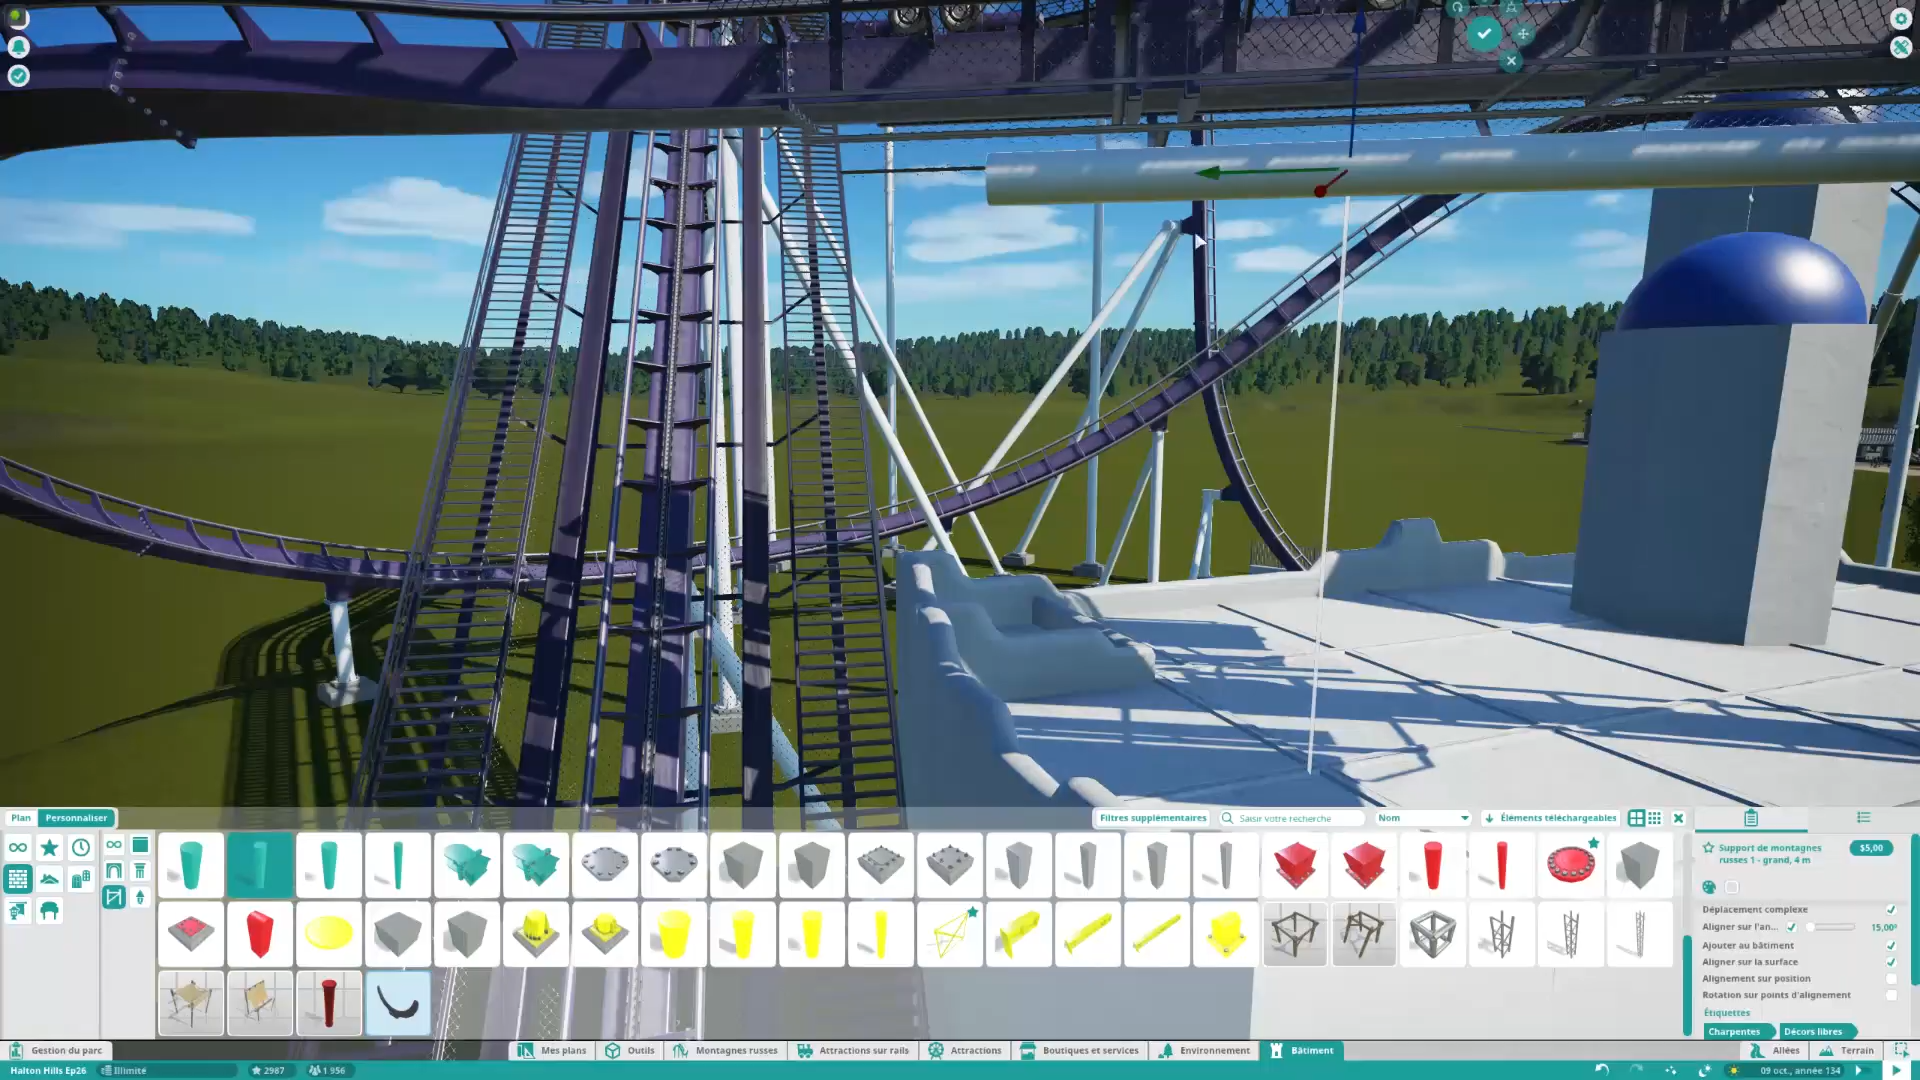 Plan
Personnaliser
Filtres supplémentaires
Saisir votre recherche
Nom
Éléments téléchargeables
Support de montagnes russes 1 - grand, 4 m
$5,00
Déplacement complexe
Aligner sur l'an...
15,00°
Ajouter au bâtiment
Aligner sur la surface
Alignement sur position
Rotation sur points d'alignement
Étiquettes
Charpentes
Décors libres
Gestion du parc
Mes plans
Outils
Montagnes russes
Attractions sur rails
Attractions
Boutiques et services
Environnement
Bâtiment
Allées
Terrain
Halton Hills Ep26
Illimité
2987
1 956
09 oct., année 134